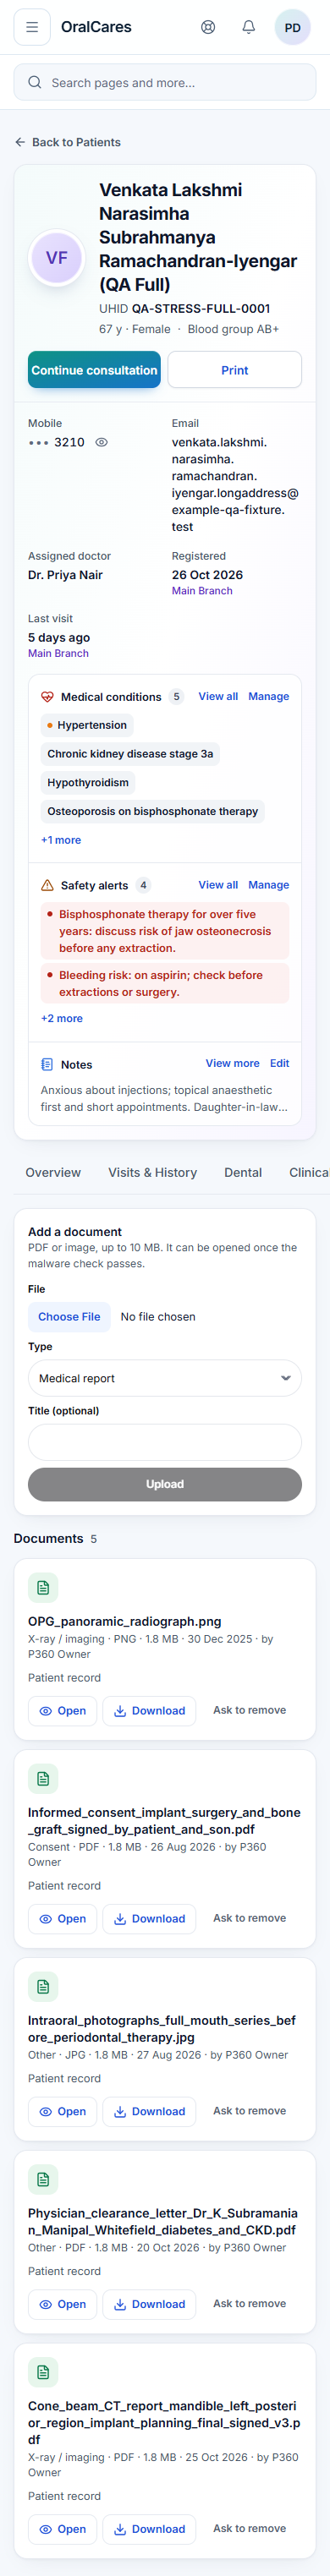 OralCares
PD
Search pages and more...
Back to Patients
VF
Venkata Lakshmi
Narasimha
Subrahmanya
Ramachandran-Iyengar
(QA Full)
UHID QA-STRESS-FULL-0001
67 y · Female · Blood group AB+
Continue consultation
Print
Mobile
Email
••• 3210
venkata.lakshmi.
narasimha.
ramachandran.
iyengar.longaddress@
example-qa-fixture.
test
Assigned doctor
Registered
Dr. Priya Nair
26 Oct 2026
Main Branch
Last visit
5 days ago
Main Branch
Medical conditions 5 View all Manage
Hypertension
Chronic kidney disease stage 3a
Hypothyroidism
Osteoporosis on bisphosphonate therapy
+1 more
Safety alerts 4 View all Manage
Bisphosphonate therapy for over five
years: discuss risk of jaw osteonecrosis
before any extraction.
Bleeding risk: on aspirin; check before
extractions or surgery.
+2 more
Notes View more Edit
Anxious about injections; topical anaesthetic
first and short appointments. Daughter-in-law...
Overview Visits & History Dental Clinica
Add a document
PDF or image, up to 10 MB. It can be opened once the
malware check passes.
File
Choose File No file chosen
Type
Medical report
Title (optional)
Upload
Documents 5
OPG_panoramic_radiograph.png
X-ray / imaging · PNG · 1.8 MB · 30 Dec 2025 · by
P360 Owner
Patient record
Open Download Ask to remove
Informed_consent_implant_surgery_and_bone
_graft_signed_by_patient_and_son.pdf
Consent · PDF · 1.8 MB · 26 Aug 2026 · by P360
Owner
Patient record
Open Download Ask to remove
Intraoral_photographs_full_mouth_series_bef
ore_periodontal_therapy.jpg
Other · JPG · 1.8 MB · 27 Aug 2026 · by P360 Owner
Patient record
Open Download Ask to remove
Physician_clearance_letter_Dr_K_Subramania
n_Manipal_Whitefield_diabetes_and_CKD.pdf
Other · PDF · 1.8 MB · 20 Oct 2026 · by P360 Owner
Patient record
Open Download Ask to remove
Cone_beam_CT_report_mandible_left_posteri
or_region_implant_planning_final_signed_v3.p
df
X-ray / imaging · PDF · 1.8 MB · 25 Oct 2026 · by P360
Owner
Patient record
Open Download Ask to remove